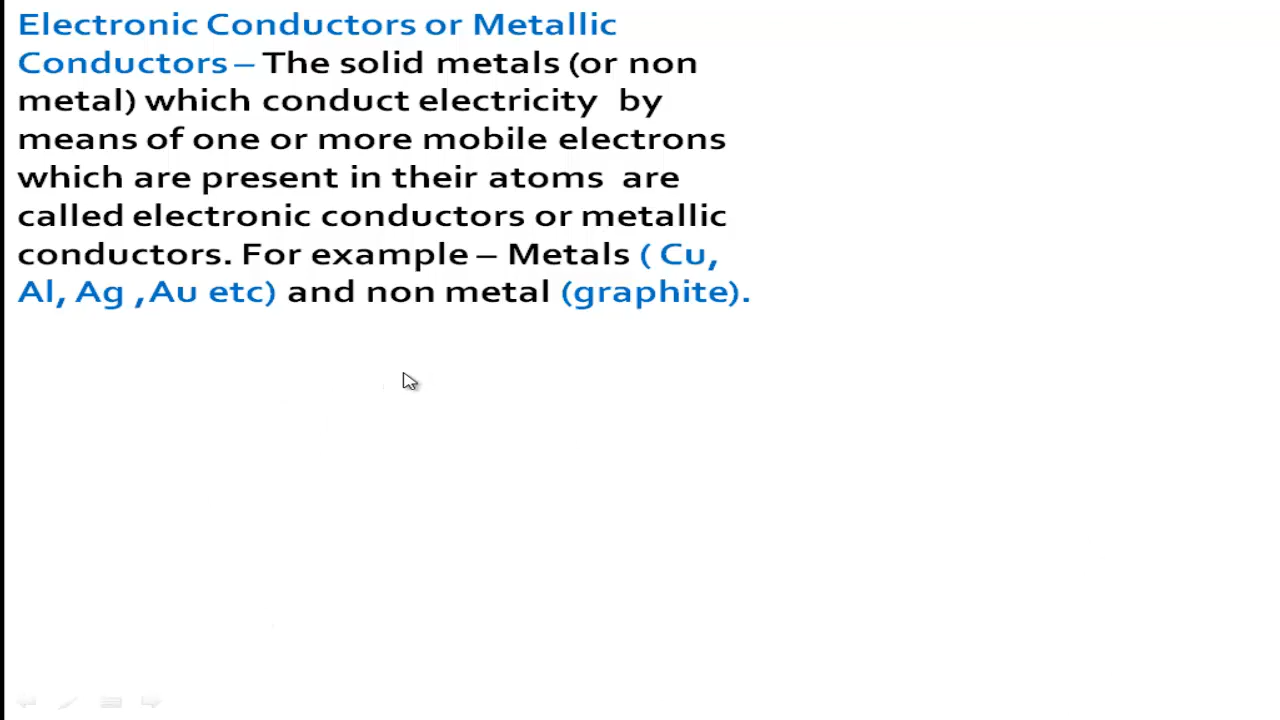 Electronic Conductors or Metallic
Conductors – The solid metals (or non
metal) which conduct electricity  by
means of one or more mobile electrons
which are present in their atoms  are
called electronic conductors or metallic
conductors. For example – Metals ( Cu,
Al, Ag , Au etc) and non metal (graphite).